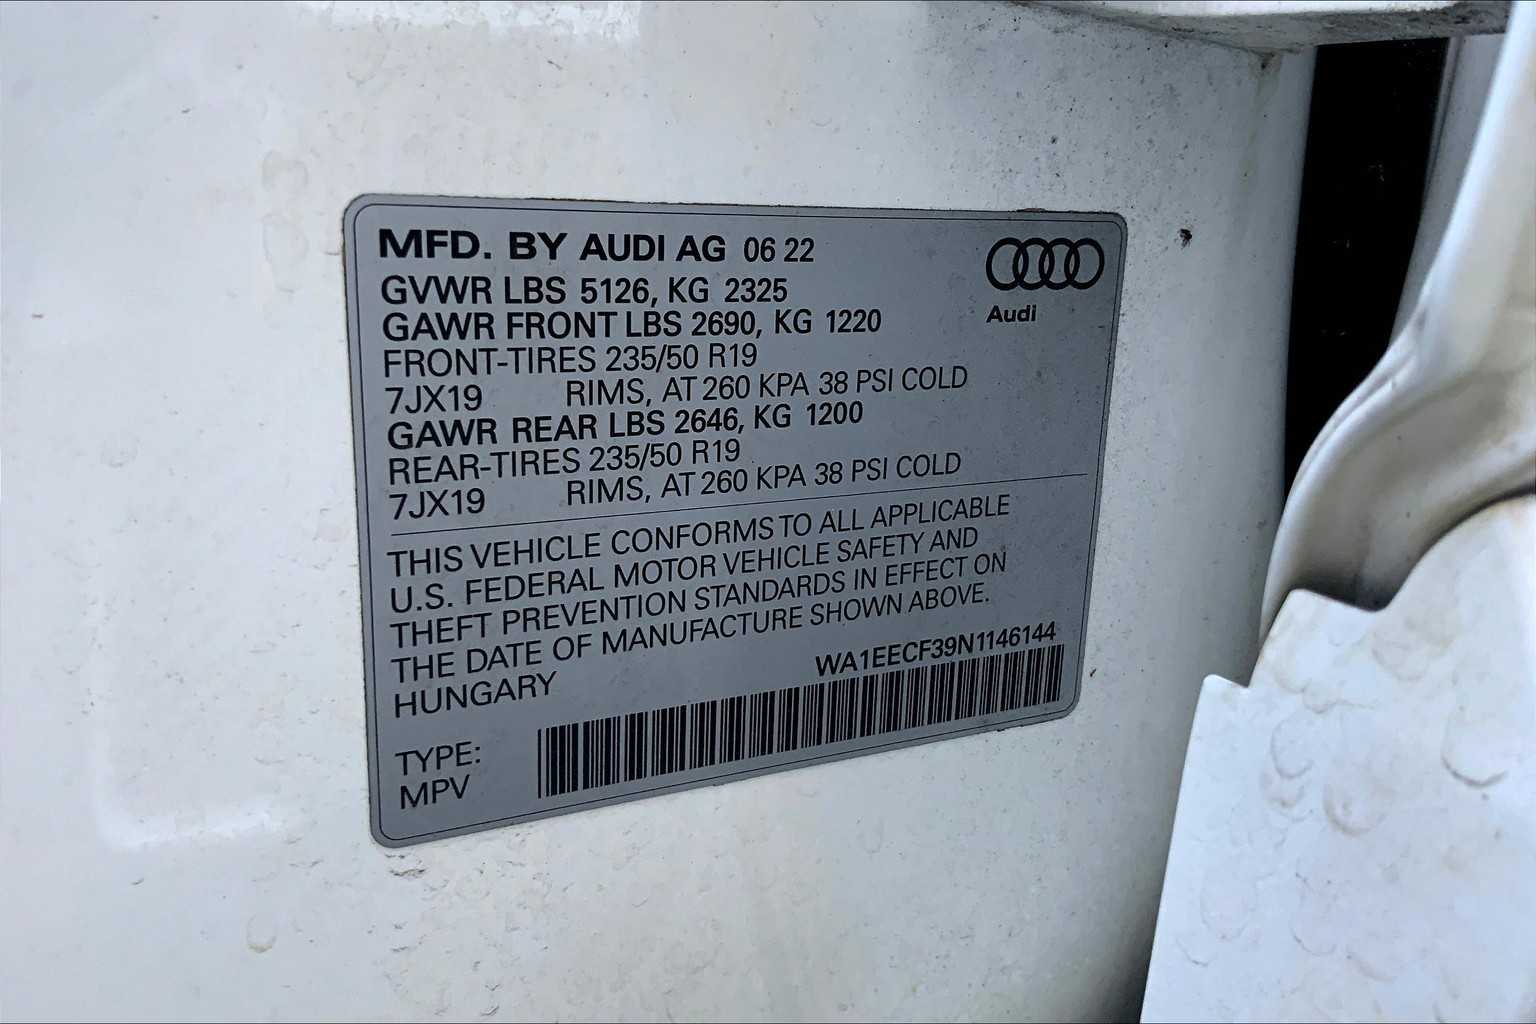 MFD. BY AUDI AG 06 22
GVWR LBS 5126, KG 2325
GAWR FRONT LBS 2690, KG 1220
FRONT-TIRES 235/50 R19
7JX19 RIMS, AT 260 KPA 38 PSI COLD
GAWR REAR LBS 2646, KG 1200
REAR-TIRES 235/50 R19
7JX19 RIMS, AT 260 KPA 38 PSI COLD
Audi
THIS VEHICLE CONFORMS TO ALL APPLICABLE
U.S. FEDERAL MOTOR VEHICLE SAFETY AND
THEFT PREVENTION STANDARDS IN EFFECT ON
THE DATE OF MANUFACTURE SHOWN ABOVE.
HUNGARY
WA1EECF39N1146144
TYPE:
MPV